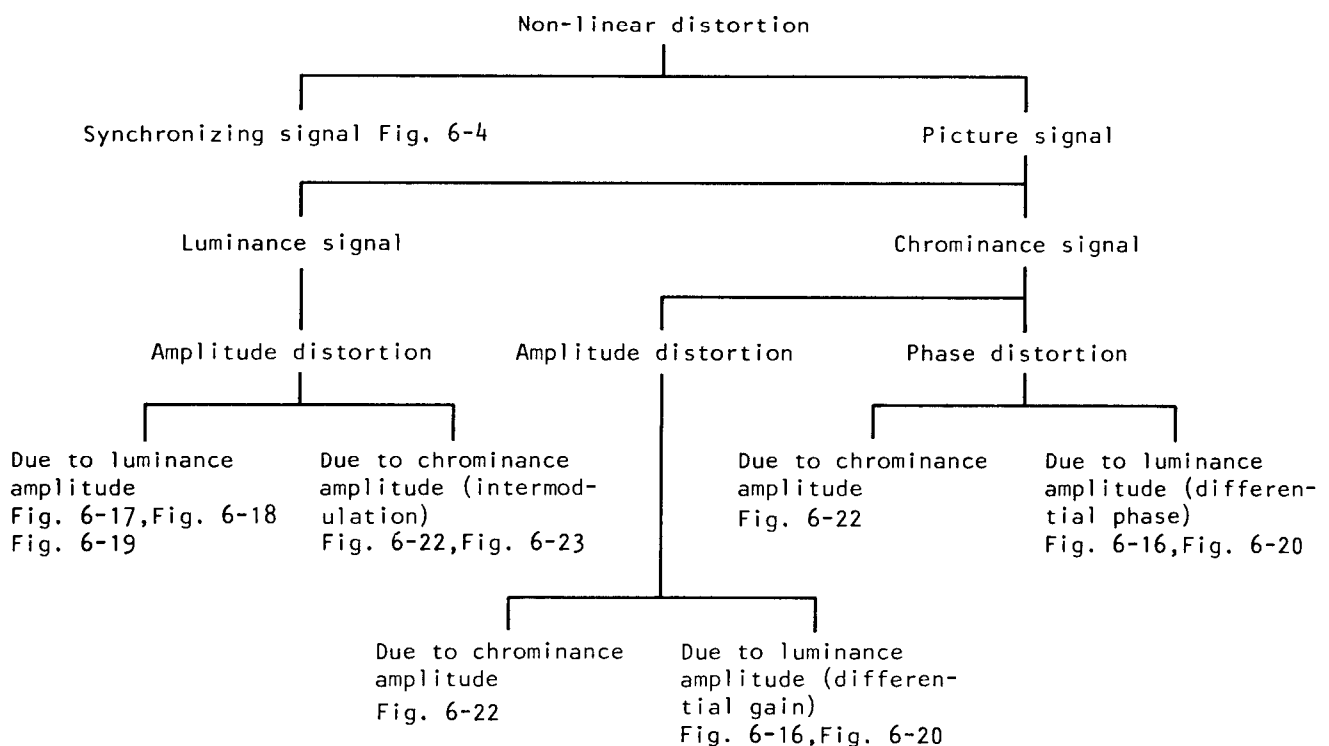 Non-linear distortion
Synchronizing signal Fig. 6-4
Picture signal
Luminance signal
Chrominance signal
Amplitude distortion
Amplitude distortion
Phase distortion
Due to luminance
amplitude
Fig. 6-17,Fig. 6-18
Fig. 6-19
Due to chrominance
amplitude (intermod-
ulation)
Fig. 6-22,Fig. 6-23
Due to chrominance
amplitude
Fig. 6-22
Due to luminance
amplitude (differen-
tial phase)
Fig. 6-16,Fig. 6-20
Due to chrominance
amplitude
Fig. 6-22
Due to luminance
amplitude (differen-
tial gain)
Fig. 6-16,Fig. 6-20